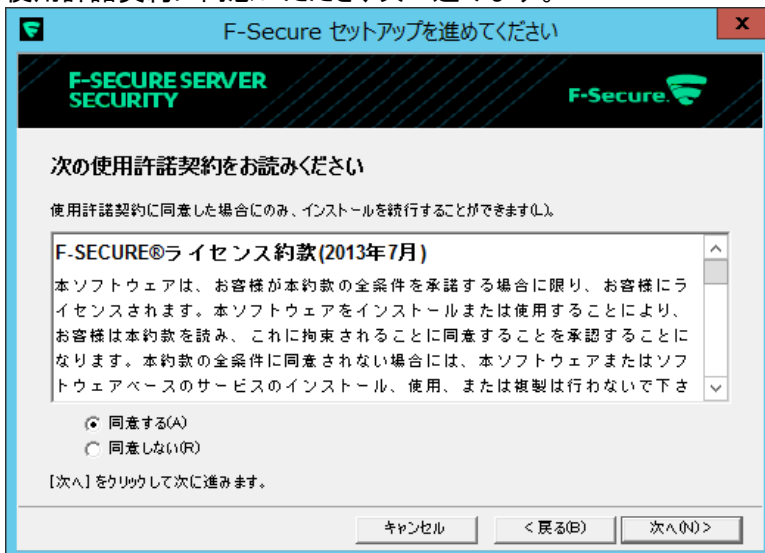 F-Secure セットアップを進めてください
x
F-SECURE SERVER
SECURITY
F-Secure.
次の使用許諾契約をお読みください
使用許諾契約に同意した場合にのみ、インストールを続行することができます(L)。
F-SECURE®ライセンス約款(2013年7月)
本ソフトウェアは、お客様が本約款の全条件を承諾する場合に限り、お客様にラ
イセンスされます。本ソフトウェアをインストールまたは使用することにより、
お客様は本約款を読み、これに拘束されることに同意することを承認することに
なります。本約款の全条件に同意されない場合には、本ソフトウェアまたはソフ
トウェアベースのサービスのインストール、使用、または複製は行わないで下さ
同意する(A)
同意しない(R)
[次へ] をクリックして次に進みます。
キャンセル
< 戻る(B)
次へ(N) >